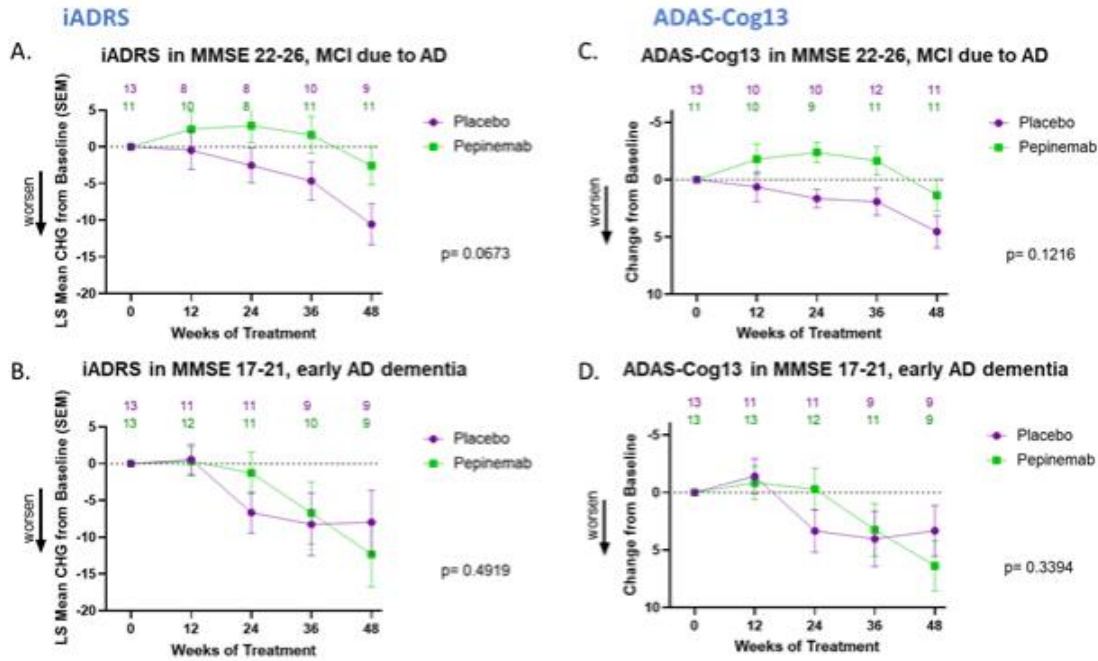 iADRS
A. iADRS in MMSE 22-26, MCI due to AD
13 8 8 10 9
11 10 8 11 11
5
0
-5
-10
-15
-20
LS Mean CHG from Baseline (SEM)
worsen
0 12 24 36 48
Weeks of Treatment
Placebo
Pepinemab
p= 0.0673
B. iADRS in MMSE 17-21, early AD dementia
13 11 11 9 9
13 12 11 10 9
5
0
-5
-10
-15
-20
LS Mean CHG from Baseline (SEM)
worsen
0 12 24 36 48
Weeks of Treatment
Placebo
Pepinemab
p= 0.4919
ADAS-Cog13
C. ADAS-Cog13 in MMSE 22-26, MCI due to AD
13 10 10 12 11
11 10 9 11 11
-5
0
5
10
Change from Baseline
worsen
0 12 24 36 48
Weeks of Treatment
Placebo
Pepinemab
p= 0.1216
D. ADAS-Cog13 in MMSE 17-21, early AD dementia
13 11 11 9 9
13 13 12 11 9
-5
0
5
10
Change from Baseline
worsen
0 12 24 36 48
Weeks of Treatment
Placebo
Pepinemab
p= 0.3394